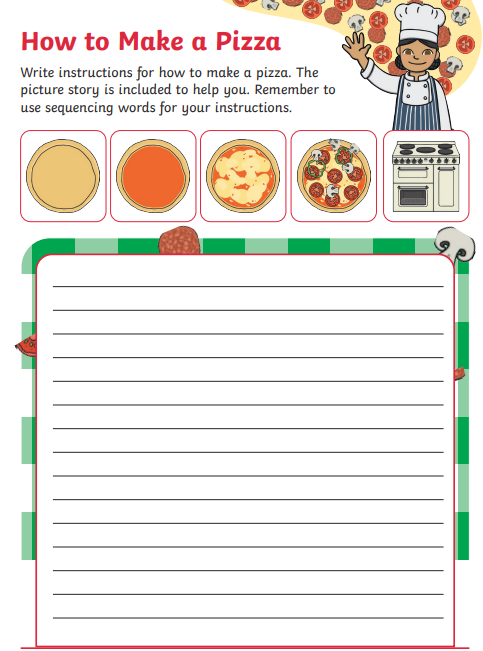 How to Make a Pizza
Write instructions for how to make a pizza. The
picture story is included to help you. Remember to
use sequencing words for your instructions.